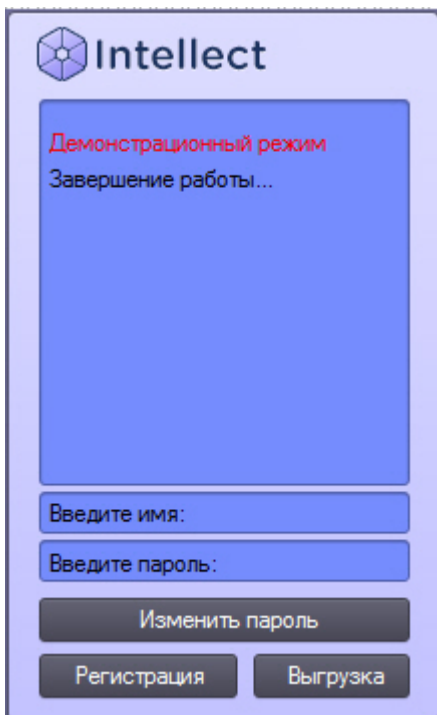 Intellect
Демонстрационный режим
Завершение работы...
Введите имя:
Введите пароль:
Изменить пароль
Регистрация Выгрузка